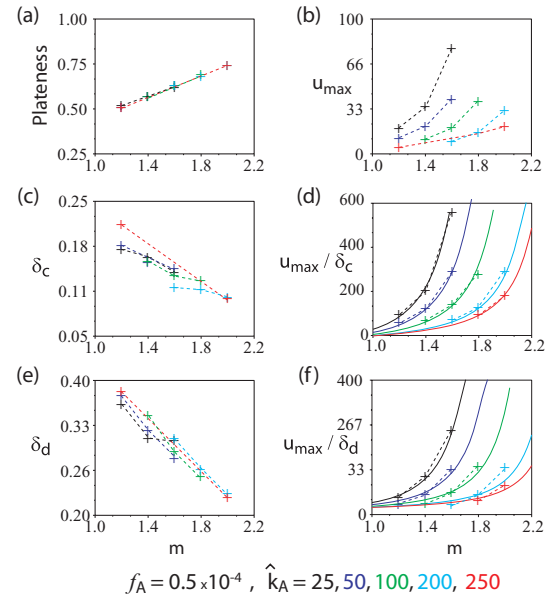 (a)
Plateness
1.00
0.75
0.50
0.25
1.0 1.4 1.8 2.2
(b)
u_max
100
66
33
0
1.0 1.4 1.8 2.2
(c)
δ_c
0.25
0.18
0.11
0.05
1.0 1.4 1.8 2.2
(d)
u_max / δ_c
600
400
200
0
1.0 1.4 1.8 2.2
(e)
δ_d
0.40
0.33
0.26
0.20
1.0 1.4 1.8 2.2
m
(f)
u_max / δ_d
400
267
33
0
1.0 1.4 1.8 2.2
m
f_A = 0.5 x10⁻⁴ , k̂_A = 25, 50, 100, 200, 250